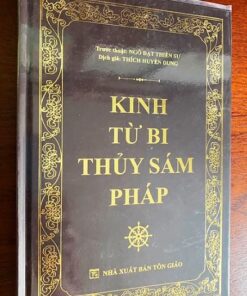 Trước thuật: NGỘ ĐẠT THIỀN SƯ
Dịch giả: THÍCH HUYỀN DUNG
KINH
TỪ BI
THỦY SÁM
PHÁP
NHÀ XUẤT BẢN TÔN GIÁO